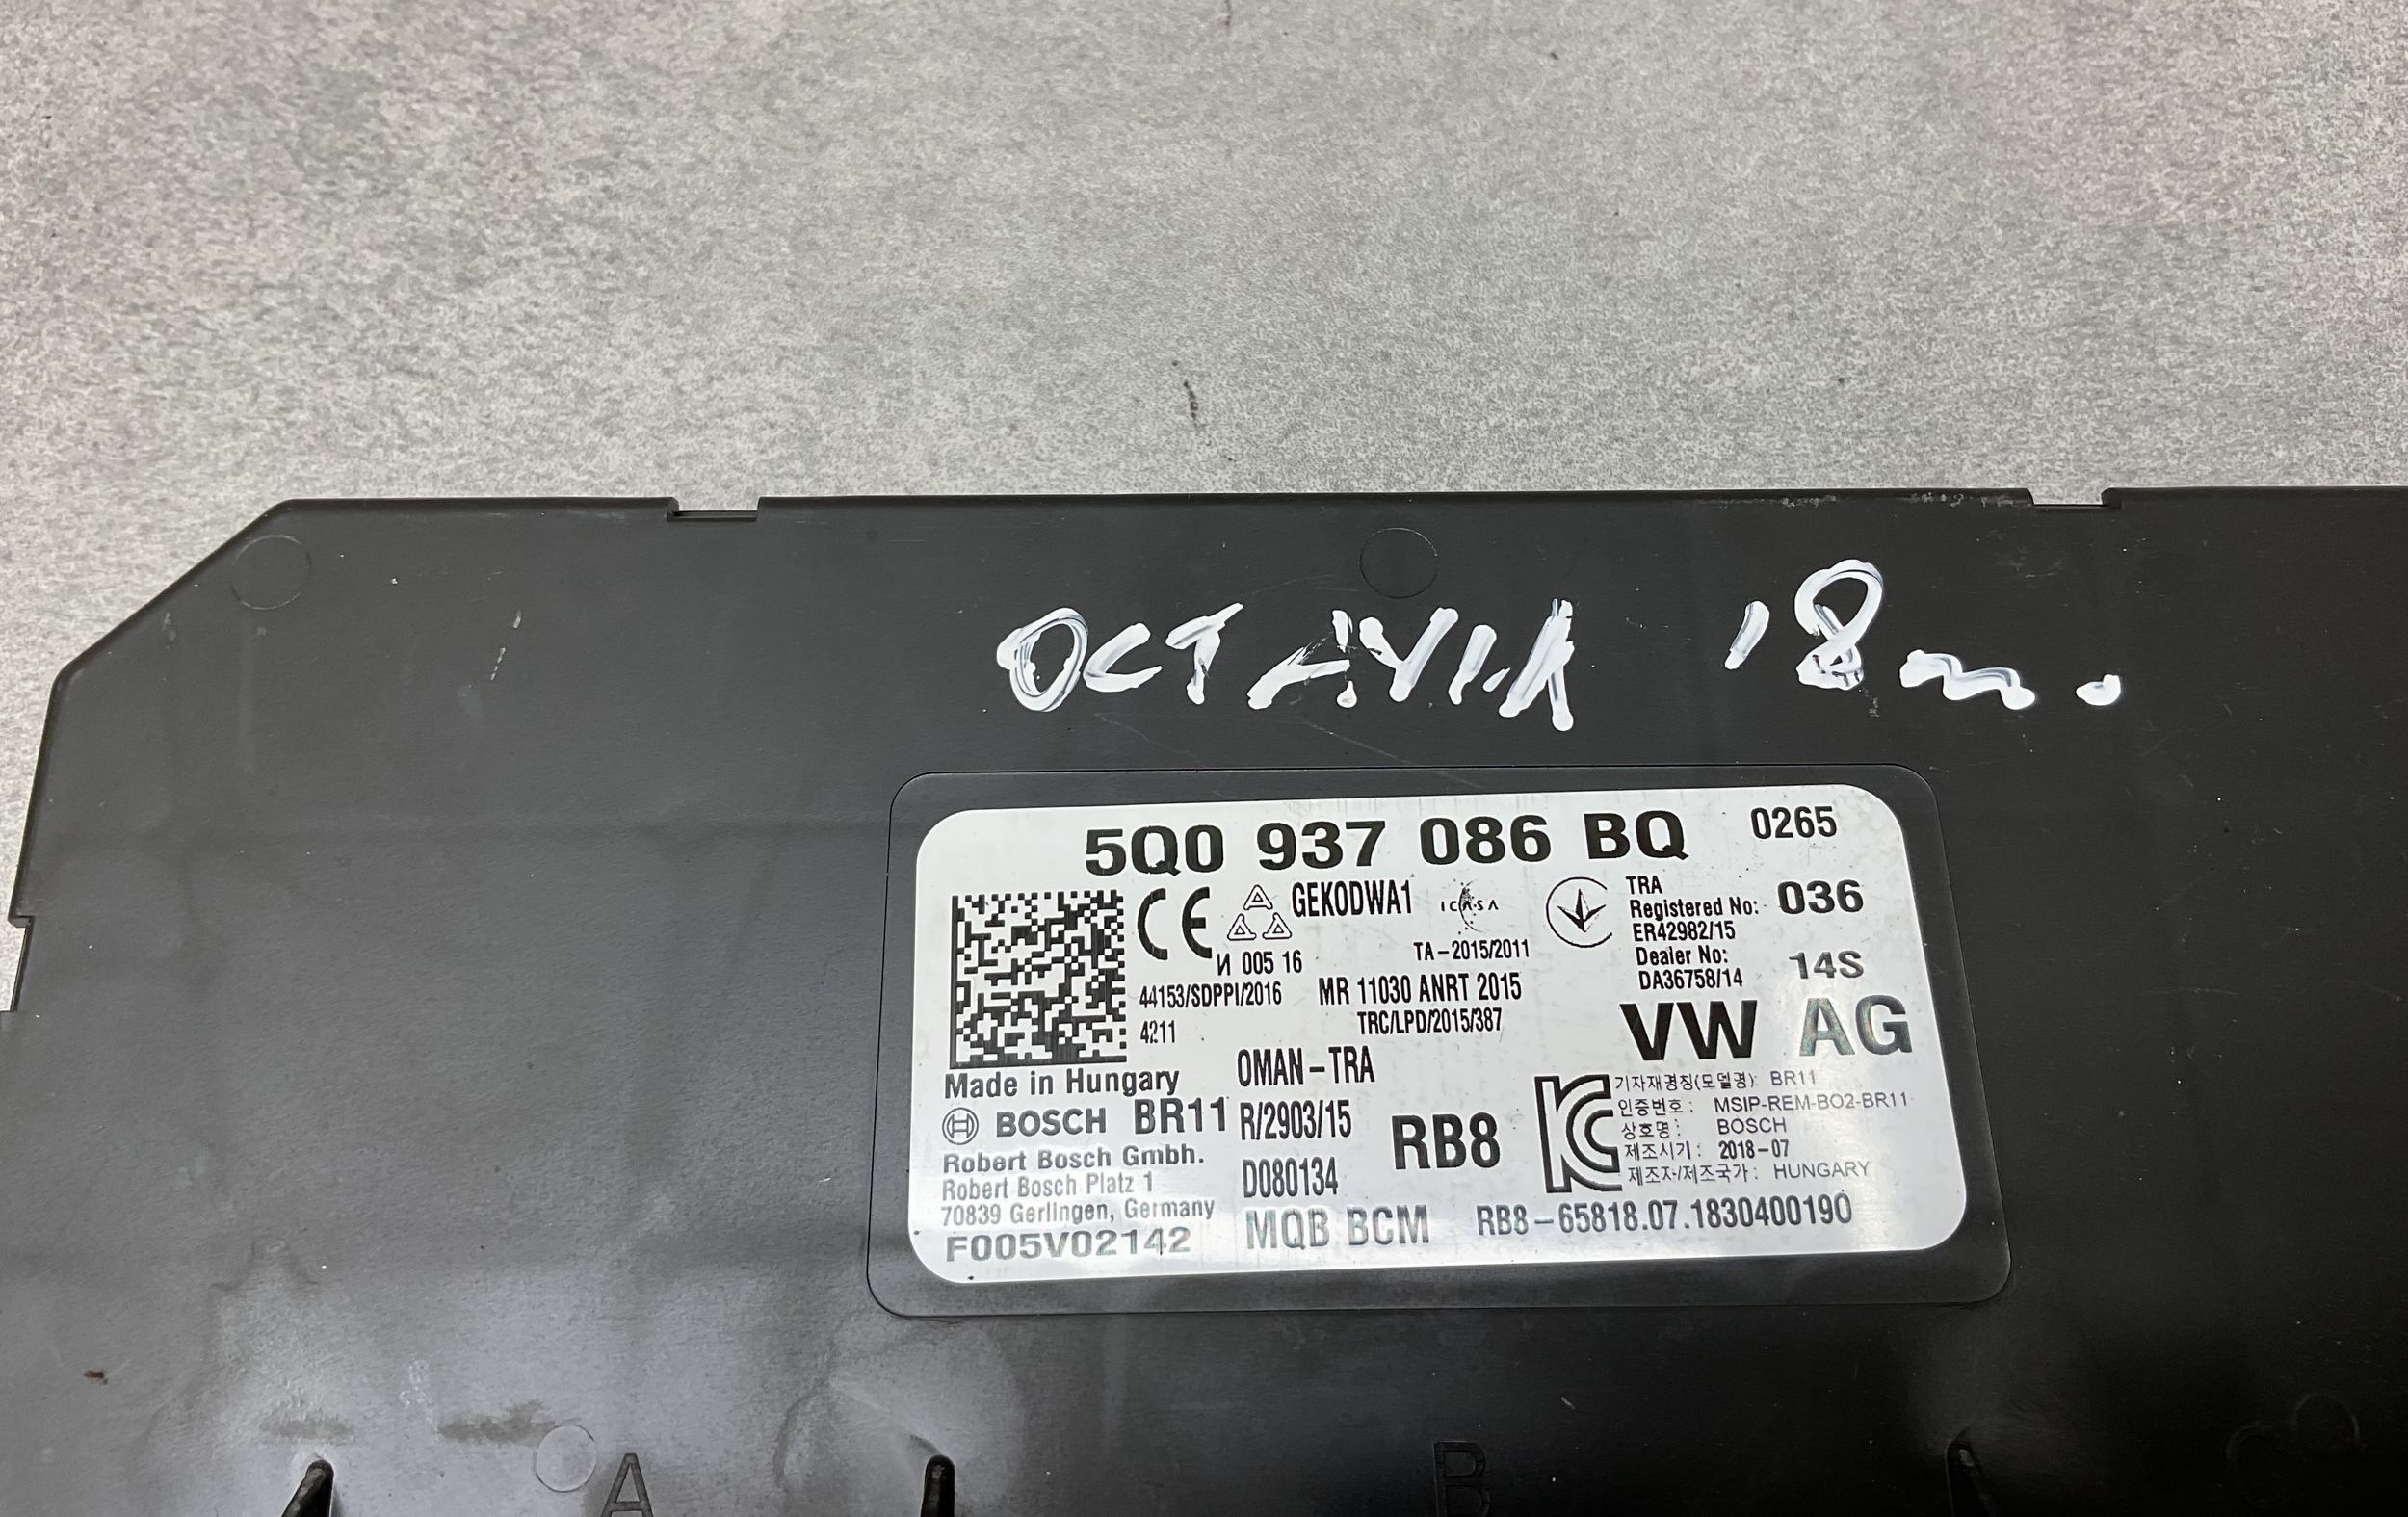 OCTAVIA '18m.
5Q0 937 086 BQ 0265
CE GEKODWA1 ICASA TRA
Registered No: 036
ER42982/15
И 005 16 TA-2015/2011 Dealer No:
DA36758/14 14S
44153/SDPPI/2016 MR 11030 ANRT 2015
4211 TRC/LPD/2015/387 VW AG
Made in Hungary OMAN-TRA
BOSCH BR11 R/2903/15 RB8
Robert Bosch Gmbh. D080134
Robert Bosch Platz 1
70839 Gerlingen, Germany
F005V02142 MQB BCM
KC 기자재명칭(모델명): BR11
인증번호: MSIP-REM-BO2-BR11
상호명: BOSCH
제조시기: 2018-07
제조자/제조국가: HUNGARY
RB8-65818.07.1830400190
A B